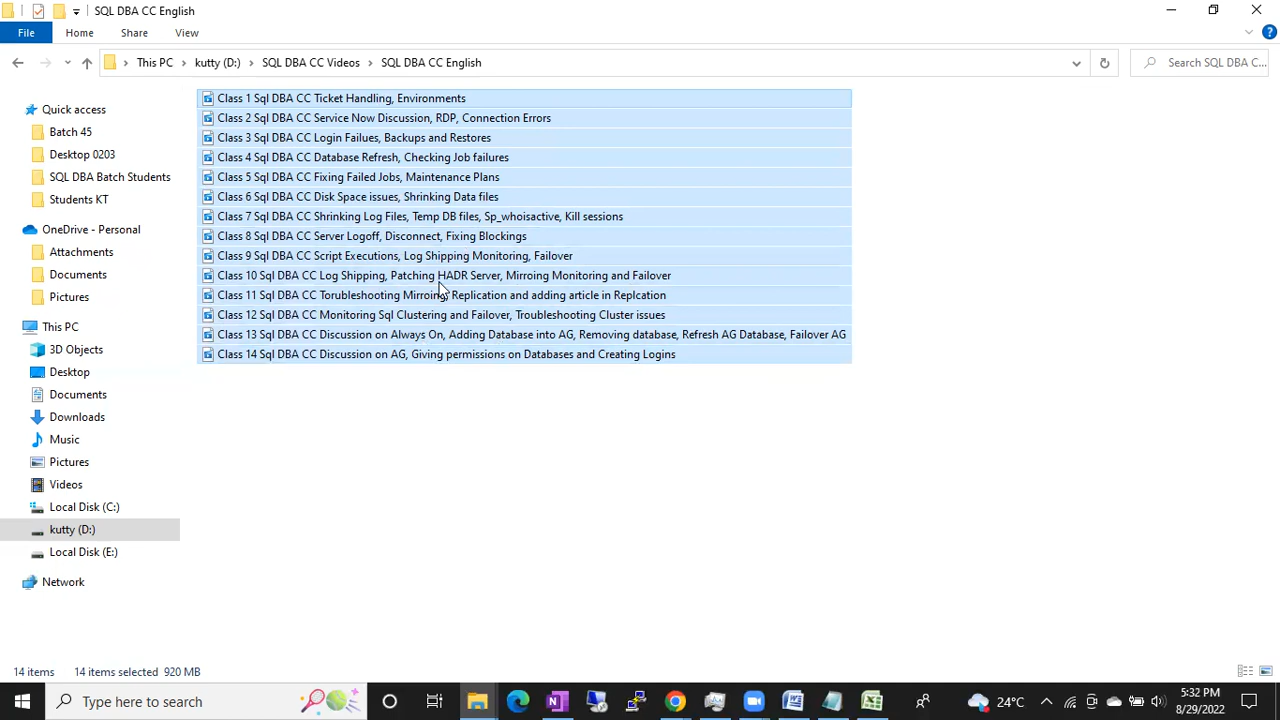 SQL DBA CC English
File Home Share View
This PC kutty (D:) SQL DBA CC Videos SQL DBA CC English
Search SQL DBA C...
Quick access
Batch 45
Desktop 0203
SQL DBA Batch Students
Students KT
OneDrive - Personal
Attachments
Documents
Pictures
This PC
3D Objects
Desktop
Documents
Downloads
Music
Pictures
Videos
Local Disk (C:)
kutty (D:)
Local Disk (E:)
Network
Class 1 Sql DBA CC Ticket Handling, Environments
Class 2 Sql DBA CC Service Now Discussion, RDP, Connection Errors
Class 3 Sql DBA CC Login Failues, Backups and Restores
Class 4 Sql DBA CC Database Refresh, Checking Job failures
Class 5 Sql DBA CC Fixing Failed Jobs, Maintenance Plans
Class 6 Sql DBA CC Disk Space issues, Shrinking Data files
Class 7 Sql DBA CC Shrinking Log Files, Temp DB files, Sp_whoisactive, Kill sessions
Class 8 Sql DBA CC Server Logoff, Disconnect, Fixing Blockings
Class 9 Sql DBA CC Script Executions, Log Shipping Monitoring, Failover
Class 10 Sql DBA CC Log Shipping, Patching HADR Server, Mirroing Monitoring and Failover
Class 11 Sql DBA CC Torubleshooting Mirroing, Replication and adding article in Replcation
Class 12 Sql DBA CC Monitoring Sql Clustering and Failover, Troubleshooting Cluster issues
Class 13 Sql DBA CC Discussion on Always On, Adding Database into AG, Removing database, Refresh AG Database, Failover AG
Class 14 Sql DBA CC Discussion on AG, Giving permissions on Databases and Creating Logins
14 items 14 items selected 920 MB
Type here to search
24°C
5:32 PM
8/29/2022